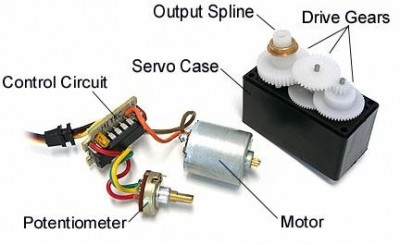 Output Spline
Drive Gears
Servo Case
Control Circuit
Potentiometer
Motor